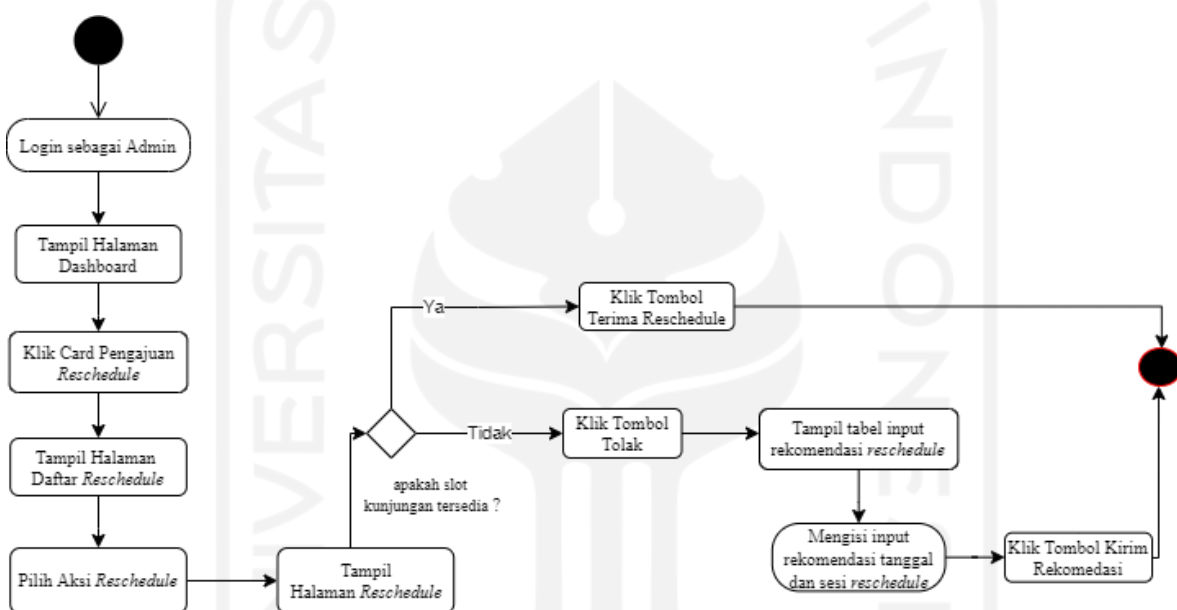 Login sebagai Admin
Tampil Halaman
Dashboard
Klik Card Pengajuan
Reschedule
Tampil Halaman
Daftar Reschedule
Pilih Aksi Reschedule
Tampil
Halaman Reschedule
apakah slot
kunjungan tersedia ?
Ya
Klik Tombol
Terima Reschedule
Tidak
Klik Tombol
Tolak
Tampil tabel input
rekomendasi reschedule
Mengisi input
rekomendasi tanggal
dan sesi reschedule
Klik Tombol Kirim
Rekomedasi
UNIVERSITAS
INDONESIA